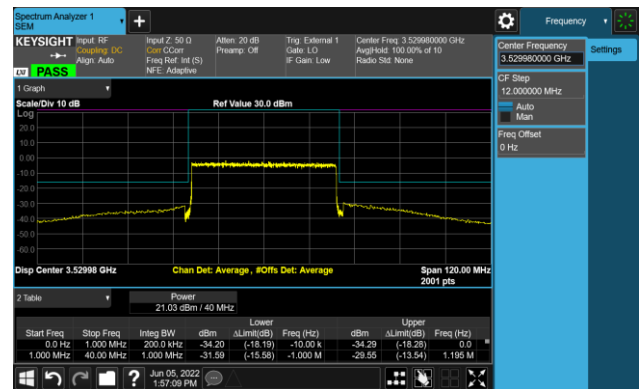 Spectrum Analyzer 1
SEM
Frequency
KEYSIGHT
Input: RF
Coupling: DC
Align: Auto
Input Z: 50 Ω
Corr CCorr
Freq Ref: Int (S)
NFE: Adaptive
Atten: 20 dB
Preamp: Off
Trig: External 1
Gate: LO
IF Gain: Low
Center Freq: 3.529980000 GHz
Avg|Hold: 100.00% of 10
Radio Std: None
LXI PASS
Center Frequency
3.529980000 GHz
Settings
CF Step
12.000000 MHz
Auto
Man
Freq Offset
0 Hz
1 Graph
Scale/Div 10 dB
Ref Value 30.0 dBm
Log
20.0
10.0
0.00
-10.0
-20.0
-30.0
-40.0
-50.0
-60.0
Disp Center 3.52998 GHz
Chan Det: Average, #Offs Det: Average
Span 120.00 MHz
2001 pts
2 Table
Power
21.03 dBm / 40 MHz
Lower Upper
Start Freq Stop Freq Integ BW dBm ΔLimit(dB) Freq (Hz) dBm ΔLimit(dB) Freq (Hz)
0.0 Hz 1.000 MHz 200.0 kHz -34.20 (-18.19) -10.00 k -34.29 (-18.28) 0.0
1.000 MHz 40.00 MHz 1.000 MHz -31.59 (-15.58) -1.000 M -29.55 (-13.54) 1.195 M
Jun 05, 2022
1:57:09 PM